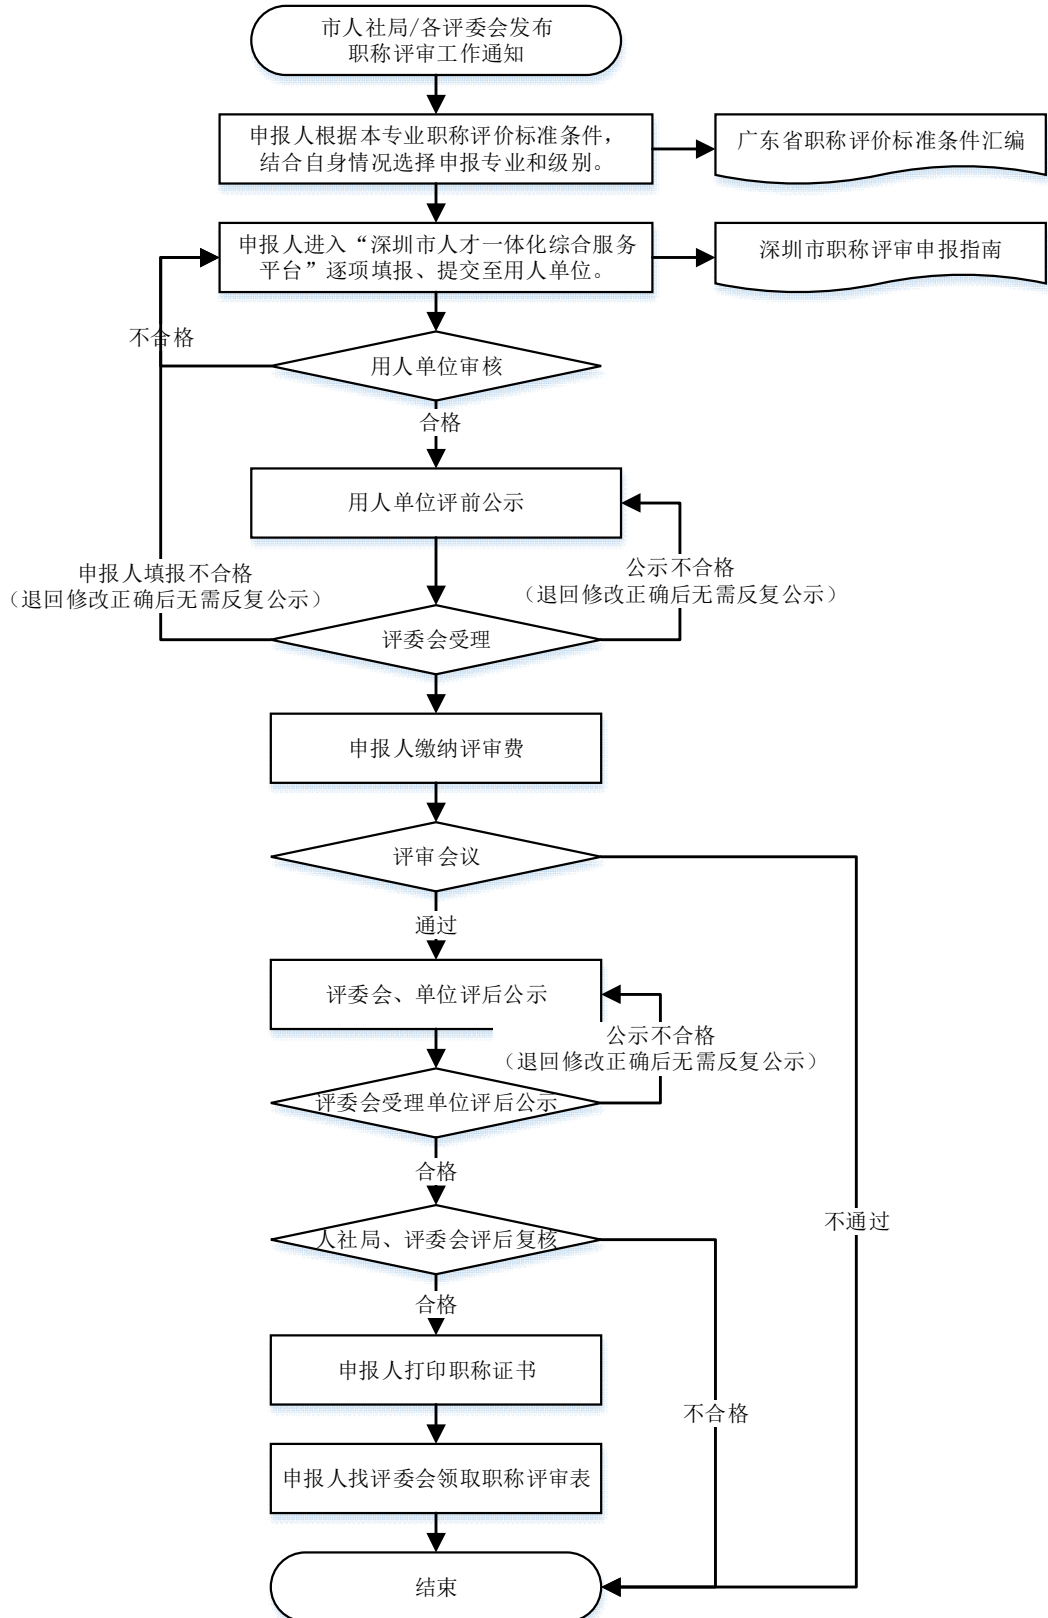 市人社局/各评委会发布
职称评审工作通知
申报人根据本专业职称评价标准条件，
结合自身情况选择申报专业和级别。
广东省职称评价标准条件汇编
申报人进入“深圳市人才一体化综合服务
平台”逐项填报、提交至用人单位。
深圳市职称评审申报指南
不合格
用人单位审核
合格
用人单位评前公示
申报人填报不合格
（退回修改正确后无需反复公示）
公示不合格
（退回修改正确后无需反复公示）
评委会受理
申报人缴纳评审费
评审会议
通过
评委会、单位评后公示
公示不合格
（退回修改正确后无需反复公示）
评委会受理单位评后公示
合格
不通过
人社局、评委会评后复核
合格
申报人打印职称证书
不合格
申报人找评委会领取职称评审表
结束